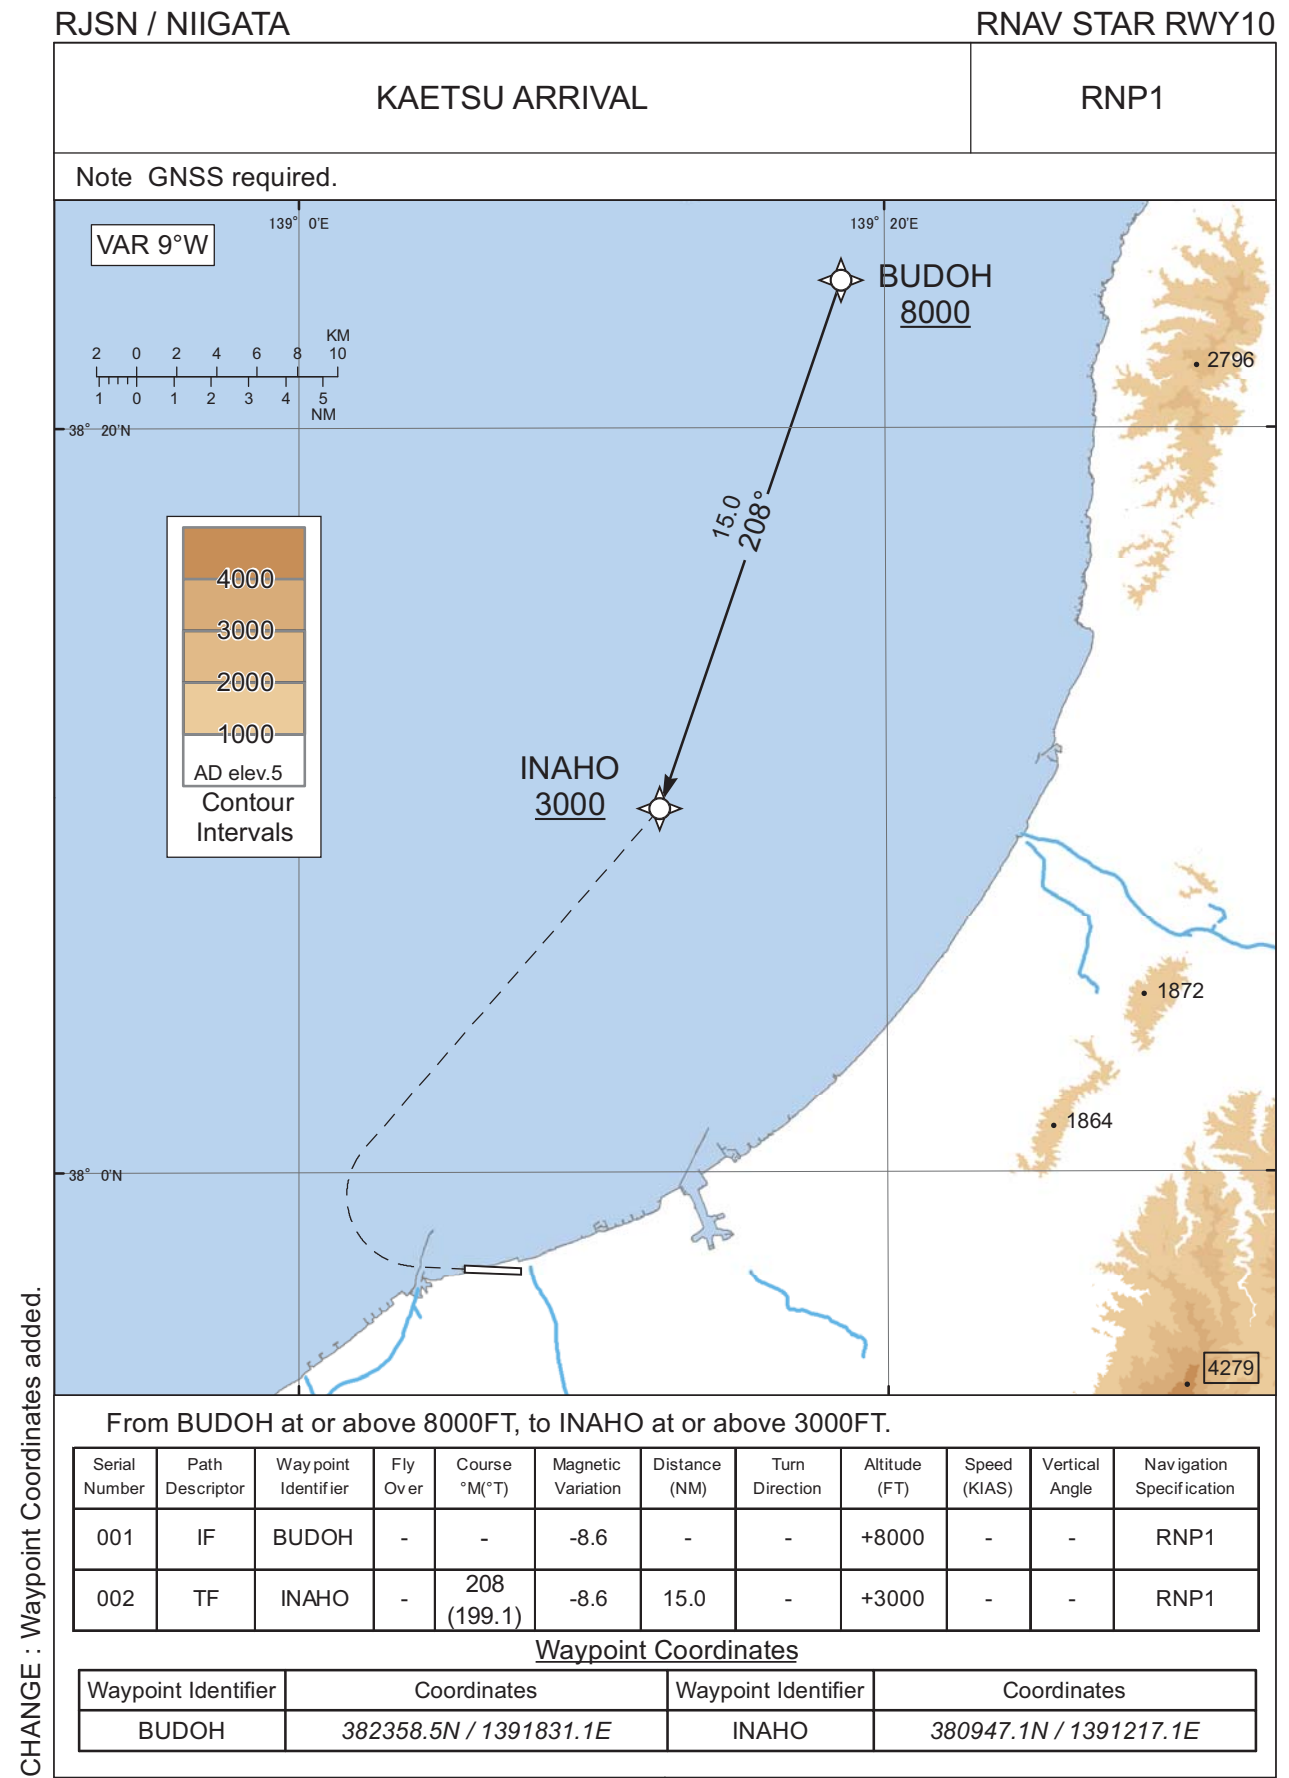 RJSN / NIIGATA
RNAV STAR RWY10
KAETSU ARRIVAL
RNP1
Note GNSS required.
139° 0'E
139° 20'E
VAR 9°W
BUDOH
8000
KM
2 0 2 4 6 8 10
1 0 1 2 3 4 5
NM
2796
38° 20'N
15.0
208°
4000
3000
2000
1000
AD elev.5
Contour
Intervals
INAHO
3000
1872
1864
38° 0'N
4279
CHANGE : Waypoint Coordinates added.
From BUDOH at or above 8000FT, to INAHO at or above 3000FT.
Serial Number Path Descriptor Waypoint Identifier Fly Over Course °M(°T) Magnetic Variation Distance (NM) Turn Direction Altitude (FT) Speed (KIAS) Vertical Angle Navigation Specification
001 IF BUDOH - - -8.6 - - +8000 - - RNP1
002 TF INAHO - 208 (199.1) -8.6 15.0 - +3000 - - RNP1
Waypoint Coordinates
Waypoint Identifier Coordinates Waypoint Identifier Coordinates
BUDOH 382358.5N / 1391831.1E INAHO 380947.1N / 1391217.1E